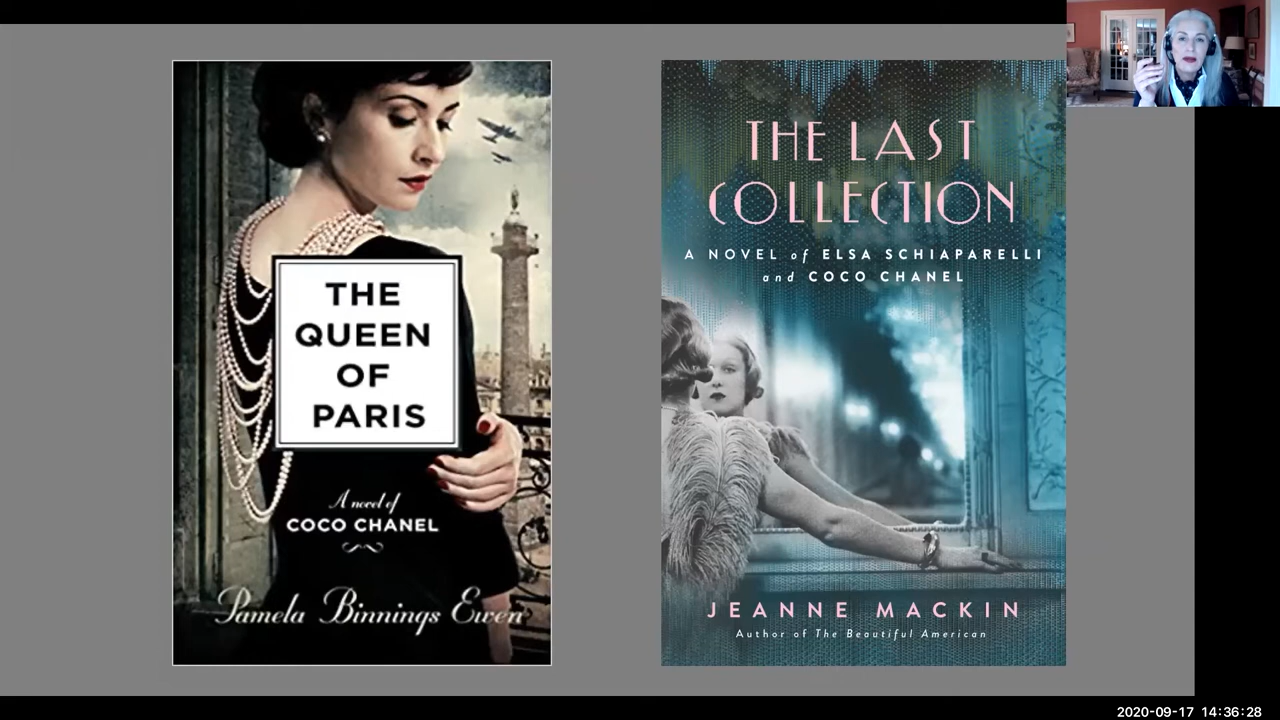 THE
QUEEN
OF
PARIS
A novel of
COCO CHANEL
Pamela Binnings Ewen
THE LAST
COLLECTION
A NOVEL of ELSA SCHIAPARELLI
and COCO CHANEL
JEANNE MACKIN
Author of The Beautiful American
2020-09-17 14:36:28